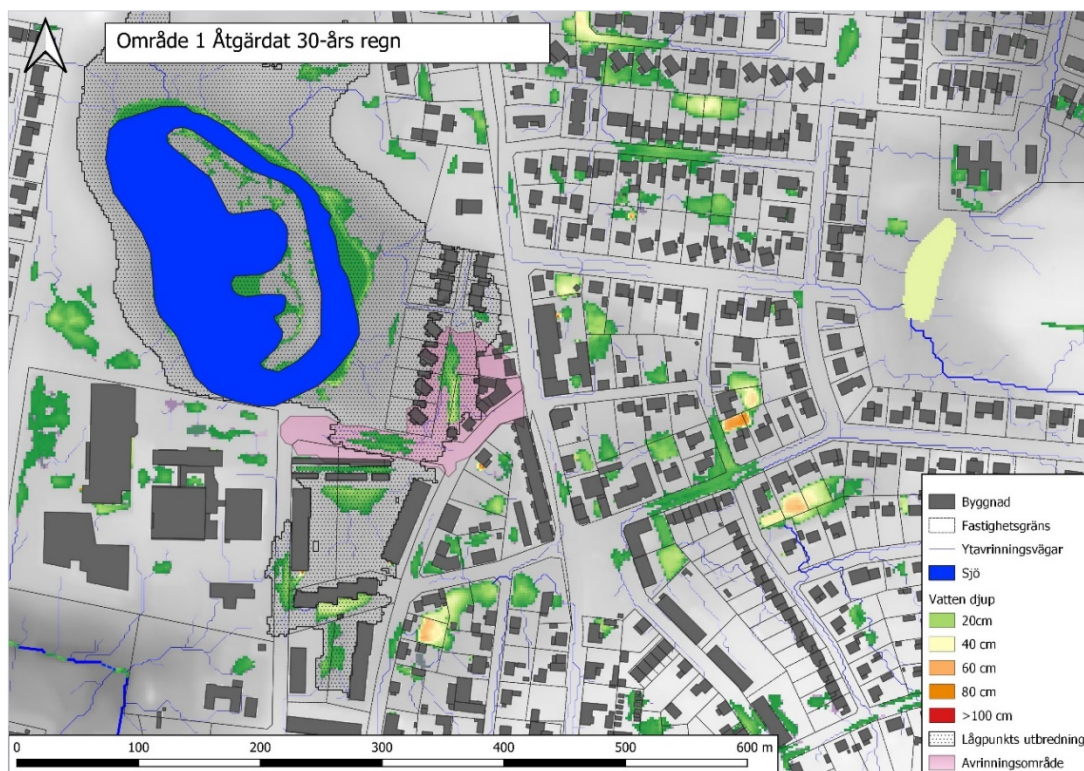 Område 1 Åtgärdat 30-års regn
Byggnad
Fastighetsgräns
Ytavrinningsvägar
Sjö
Vatten djup
20cm
40 cm
60 cm
80 cm
>100 cm
Lågpunkts utbredning
Avrinningsområde
0 100 200 300 400 500 600 m